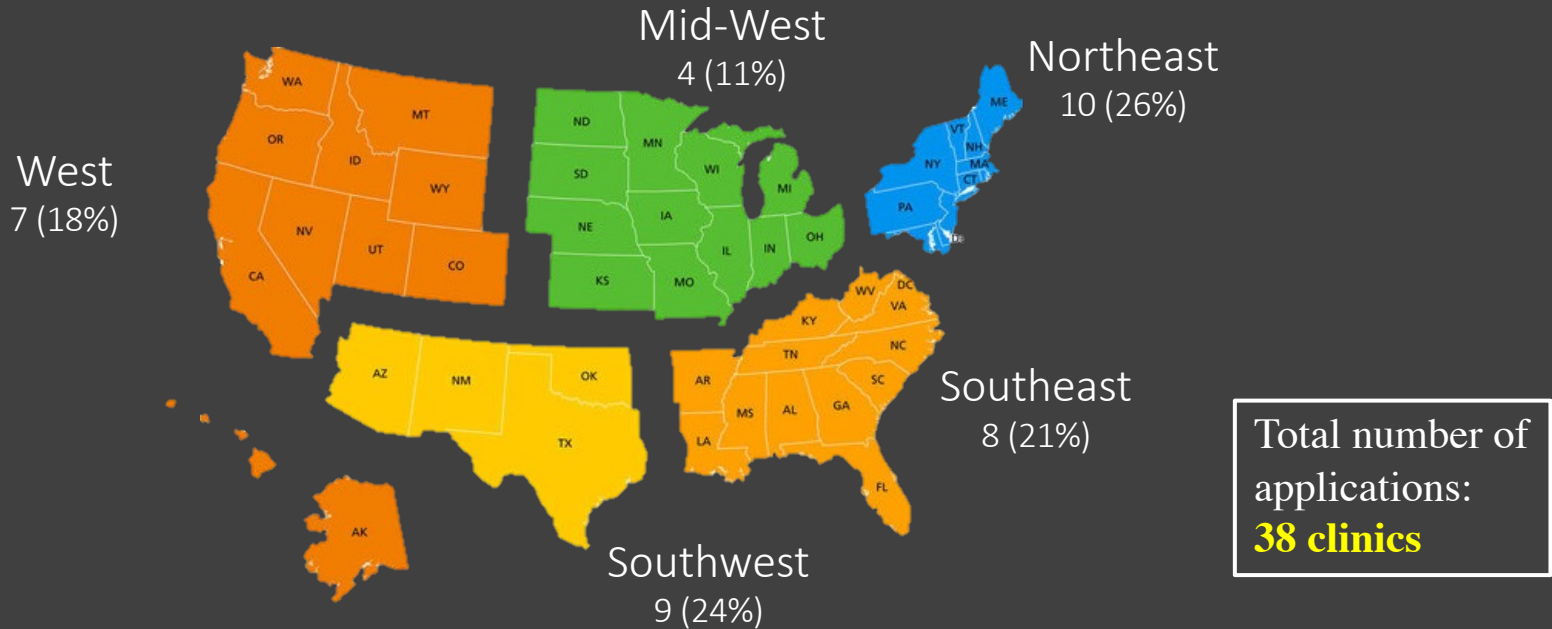 Mid-West
4 (11%)
Northeast
10 (26%)
West
7 (18%)
Southeast
8 (21%)
Southwest
9 (24%)
Total number of
applications:
38 clinics
WA
MT
OR
ID
WY
NV
UT
CO
CA
AK
ND
MN
SD
WI
MI
NE
IA
IL
IN
OH
KS
MO
ME
VT
NH
NY
MA
CT
PA
AZ
NM
OK
TX
WV
DC
VA
KY
NC
TN
SC
AR
MS
AL
GA
LA
FL